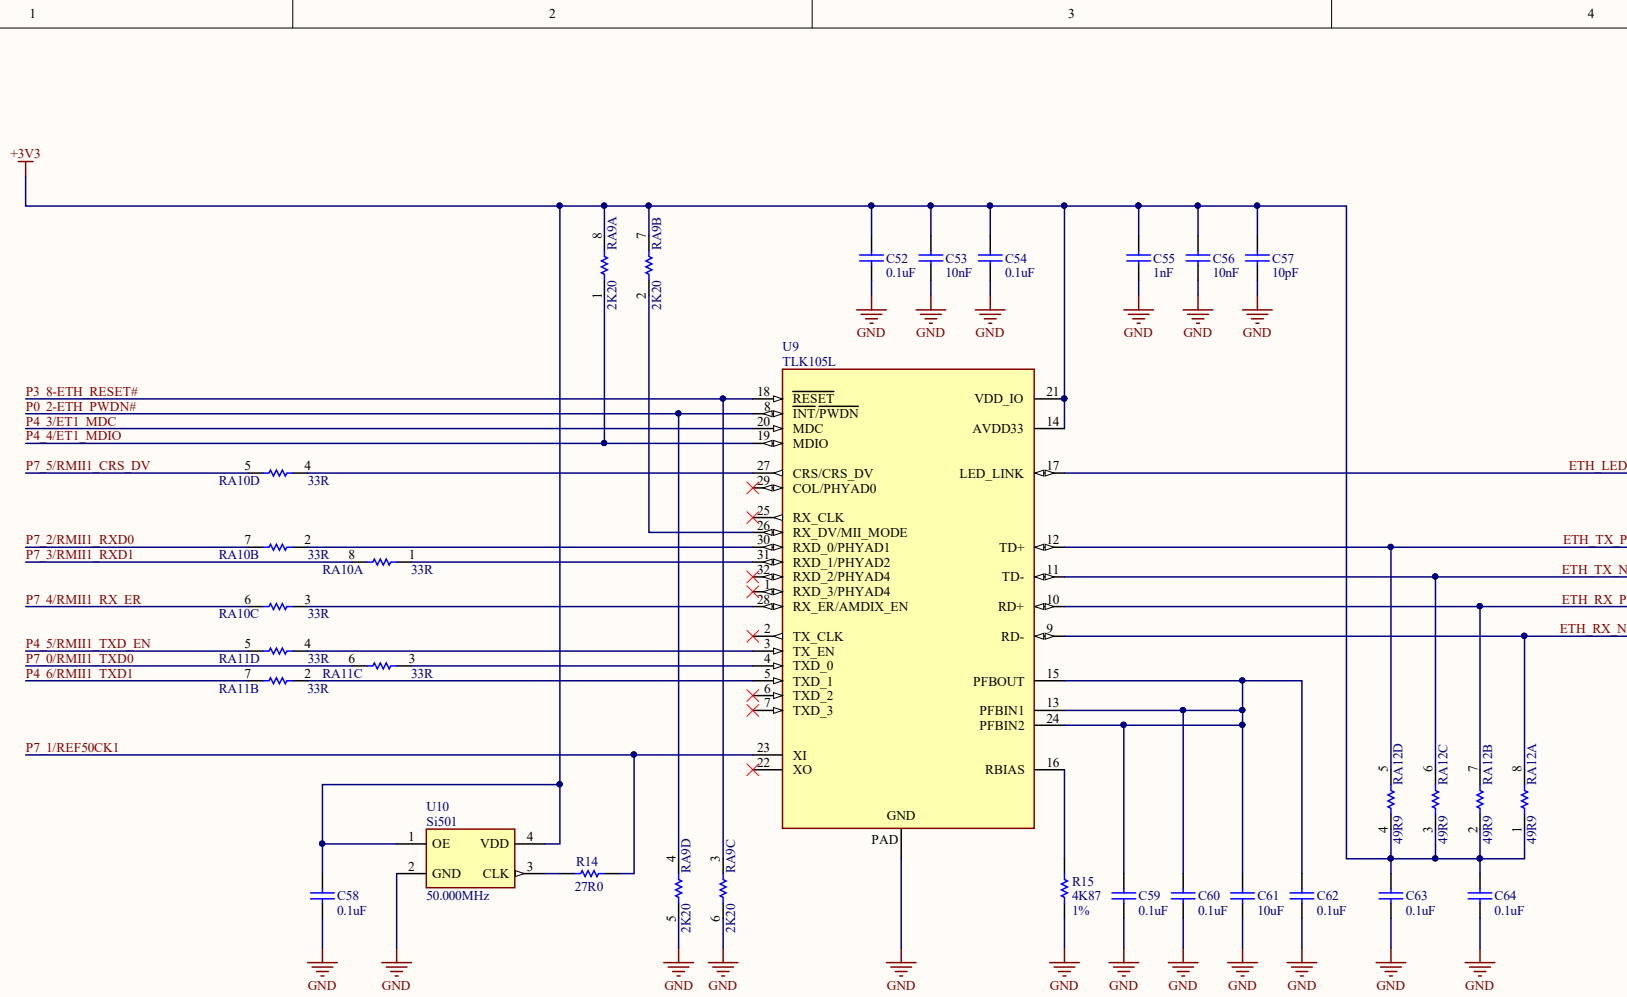 1 2 3 4
+3V3
8 RA9A 1 2K20
7 RA9B 2 2K20
C52 0.1uF GND
C53 10nF GND
C54 0.1uF GND
C55 1nF GND
C56 10nF GND
C57 10pF GND
U9
TLK105L
P3_8-ETH_RESET# 18 RESET
P0_2-ETH_PWDN# 8 INT/PWDN
P4_3/ET1_MDC 20 MDC
P4_4/ET1_MDIO 19 MDIO
P7_5/RMII1_CRS_DV 5 4 27 CRS/CRS_DV
RA10D 33R
29 COL/PHYAD0
25 RX_CLK
26 RX_DV/MII_MODE
P7_2/RMII1_RXD0 7 2 30 RXD_0/PHYAD1
RA10B 33R
P7_3/RMII1_RXD1 8 1 31 RXD_1/PHYAD2
RA10A 33R
32 RXD_2/PHYAD4
1 RXD_3/PHYAD4
P7_4/RMII1_RX_ER 6 3 28 RX_ER/AMDIX_EN
RA10C 33R
2 TX_CLK
P4_5/RMII1_TXD_EN 5 4 3 TX_EN
RA11D 33R
P7_0/RMII1_TXD0 6 3 4 TXD_0
RA11C 33R
P4_6/RMII1_TXD1 7 2 5 TXD_1
RA11B 33R
6 TXD_2
7 TXD_3
P7_1/REF50CK1 23 XI
22 XO
VDD_IO 21
AVDD33 14
LED_LINK 17 ETH_LED
TD+ 12 ETH_TX_P
TD- 11 ETH_TX_N
RD+ 10 ETH_RX_P
RD- 9 ETH_RX_N
PFBOUT 15
PFBIN1 13
PFBIN2 24
RBIAS 16
GND
PAD
GND
U10
Si501
1 OE VDD 4
2 GND CLK 3
50.000MHz
R14
27R0
C58 0.1uF GND
GND
4 RA9D 5 2K20 GND
3 RA9C 6 2K20 GND
R15 4K87 1% GND
C59 0.1uF GND
C60 0.1uF GND
C61 10uF GND
C62 0.1uF GND
5 RA12D 4 49R9
6 RA12C 3 49R9
7 RA12B 2 49R9
8 RA12A 1 49R9
C63 0.1uF GND
C64 0.1uF GND